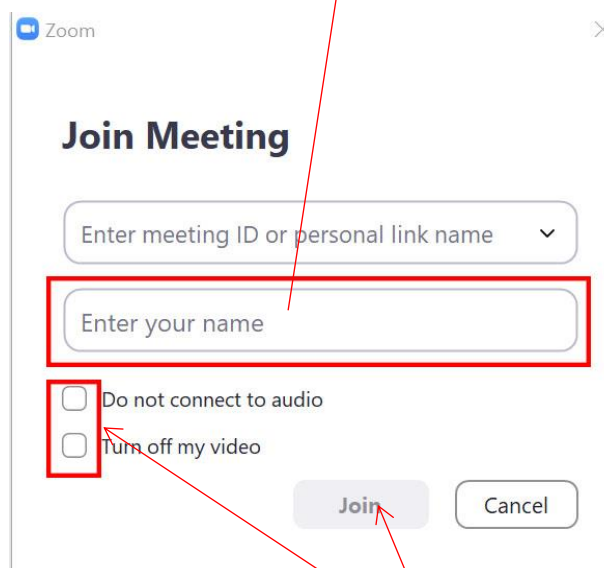 Zoom
Join Meeting
Enter meeting ID or personal link name
Enter your name
Do not connect to audio
Turn off my video
Join Cancel